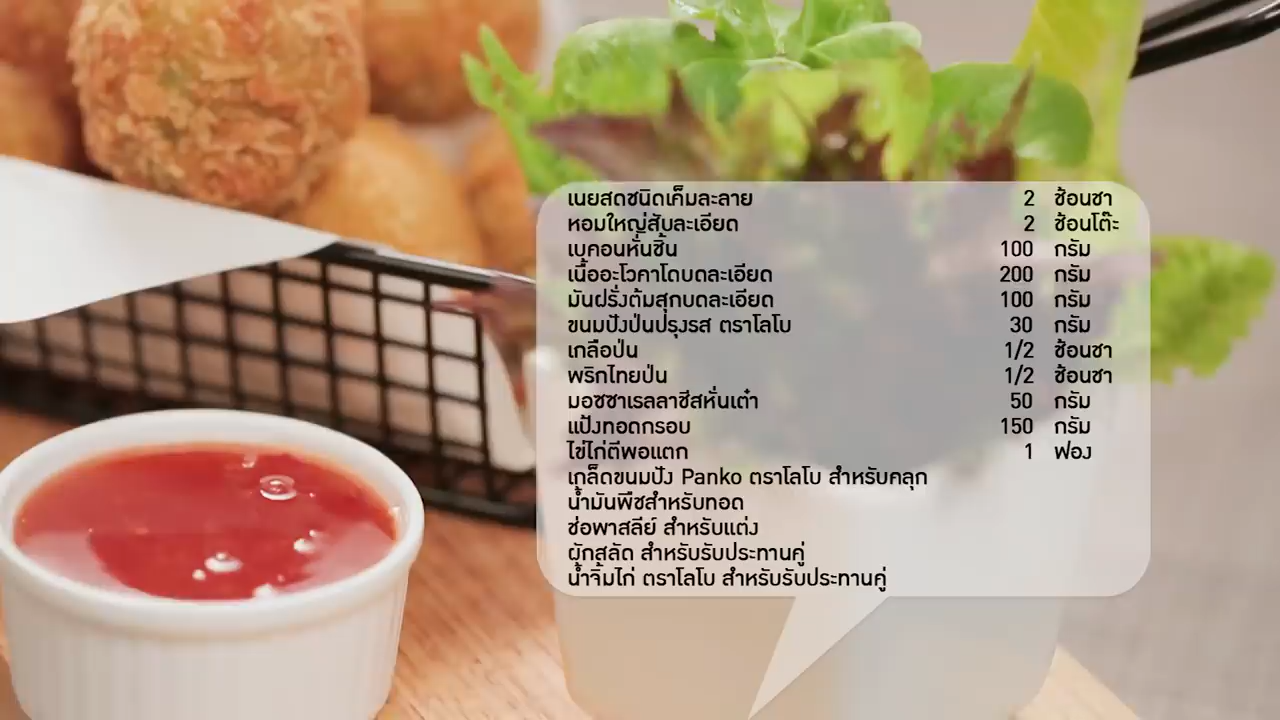 เนยสดชนิดเค็มละลาย 2 ช้อนชา
หอมใหญ่สับละเอียด 2 ช้อนโต๊ะ
เบคอนหั่นชิ้น 100 กรัม
เนื้ออะโวคาโดบดละเอียด 200 กรัม
มันฝรั่งต้มสุกบดละเอียด 100 กรัม
ขนมปังป่นปรุงรส ตราโลโบ 30 กรัม
เกลือป่น 1/2 ช้อนชา
พริกไทยป่น 1/2 ช้อนชา
มอซซาเรลลาชีสหั่นเต๋า 50 กรัม
แป้งทอดกรอบ 150 กรัม
ไข่ไก่ตีพอแตก 1 ฟอง
เกล็ดขนมปัง Panko ตราโลโบ สำหรับคลุก
น้ำมันพืชสำหรับทอด
ช่อพาสลีย์ สำหรับแต่ง
ผักสลัด สำหรับรับประทานคู่
น้ำจิ้มไก่ ตราโลโบ สำหรับรับประทานคู่